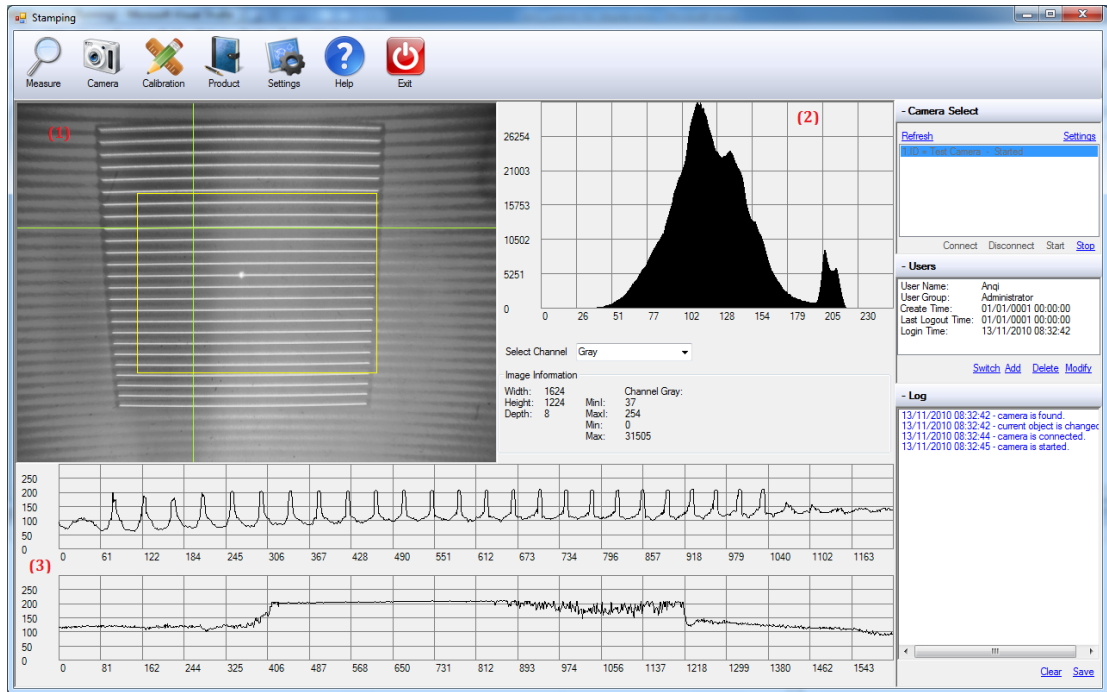 Stamping
Measure Camera Calibration Product Settings Help Exit
(1)
(2)
26254
21003
15753
10502
5251
0
0 26 51 77 102 128 154 179 205 230
Select Channel Gray
Image Information
Width: 1624 Channel Gray:
Height: 1224 MinI: 37
Depth: 8 MaxI: 254
Min: 0
Max: 31505
- Camera Select
Refresh Settings
1:ID = Test Camera - Started
Connect Disconnect Start Stop
- Users
User Name: Anqi
User Group: Administrator
Create Time: 01/01/0001 00:00:00
Last Logout Time: 01/01/0001 00:00:00
Login Time: 13/11/2010 08:32:42
Switch Add Delete Modify
- Log
13/11/2010 08:32:42 - camera is found.
13/11/2010 08:32:42 - current object is changed
13/11/2010 08:32:44 - camera is connected.
13/11/2010 08:32:45 - camera is started.
Clear Save
250
200
150
100
50
0
0 61 122 184 245 306 367 428 490 551 612 673 734 796 857 918 979 1040 1102 1163
(3)
250
200
150
100
50
0
0 81 162 244 325 406 487 568 650 731 812 893 974 1056 1137 1218 1299 1380 1462 1543